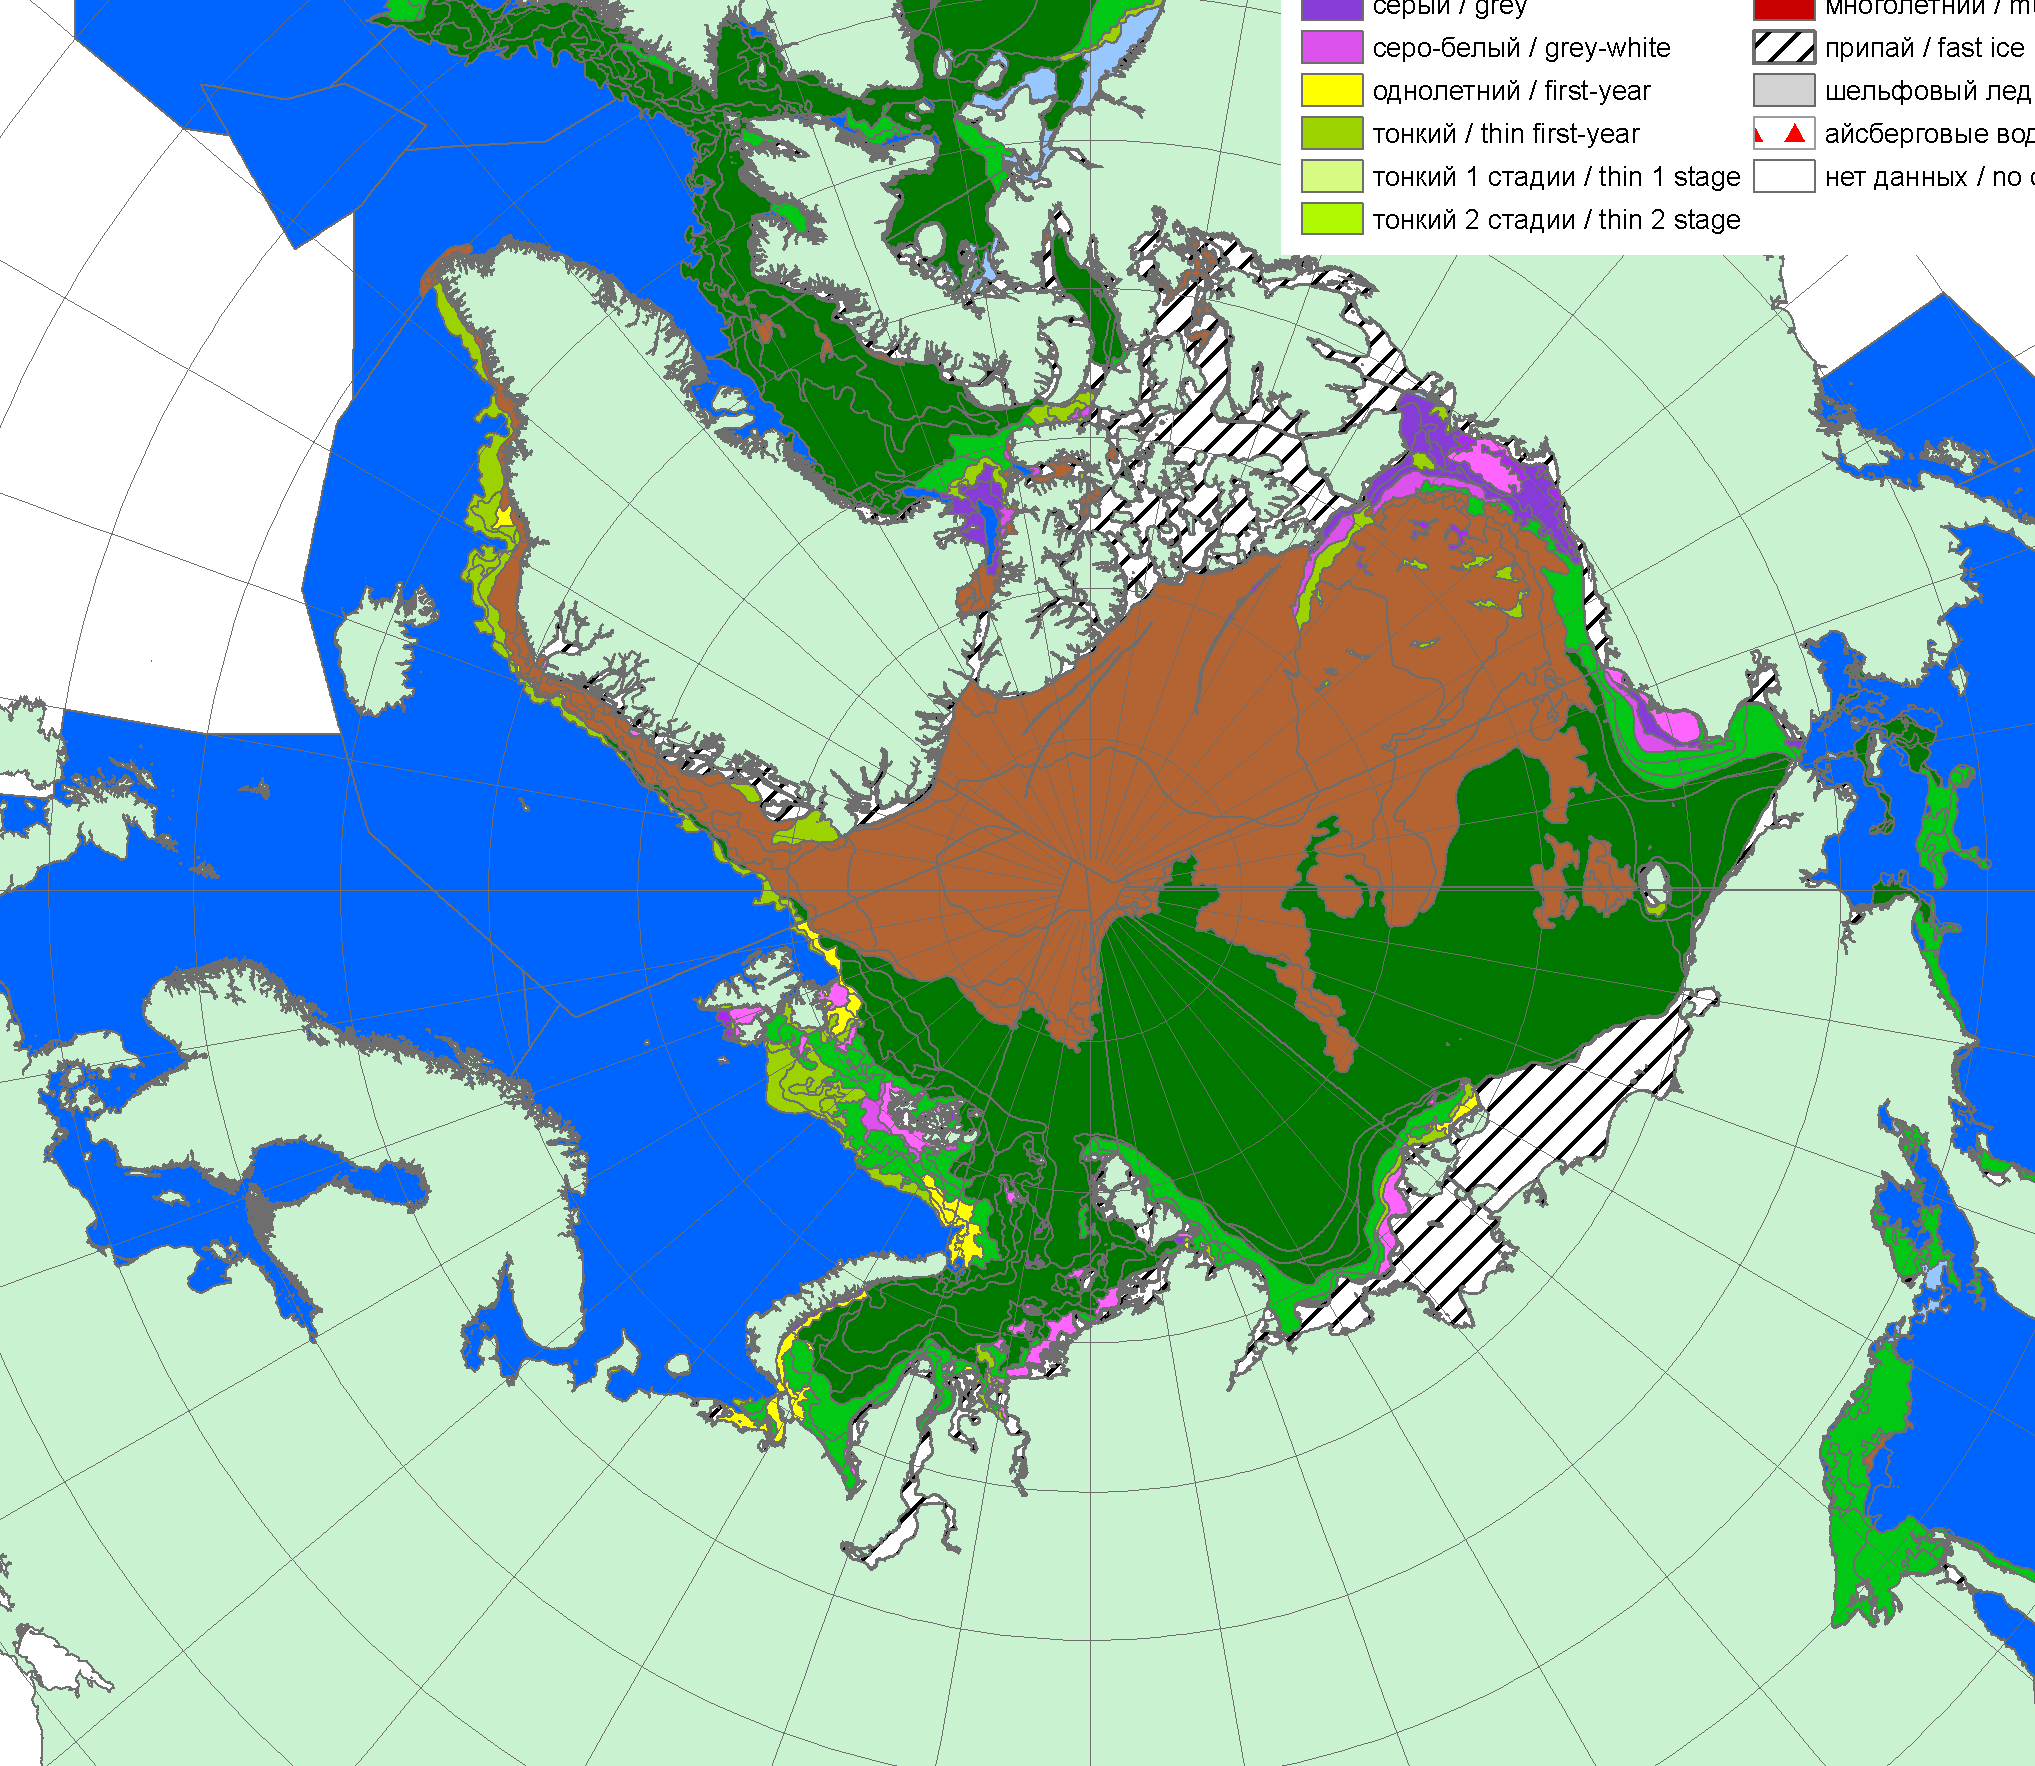 серый / grey
серо-белый / grey-white
однолетний / first-year
тонкий / thin first-year
тонкий 1 стадии / thin 1 stage
тонкий 2 стадии / thin 2 stage
многолетний /
припай / fast ice
шельфовый лед
айсберговые
нет данных / no